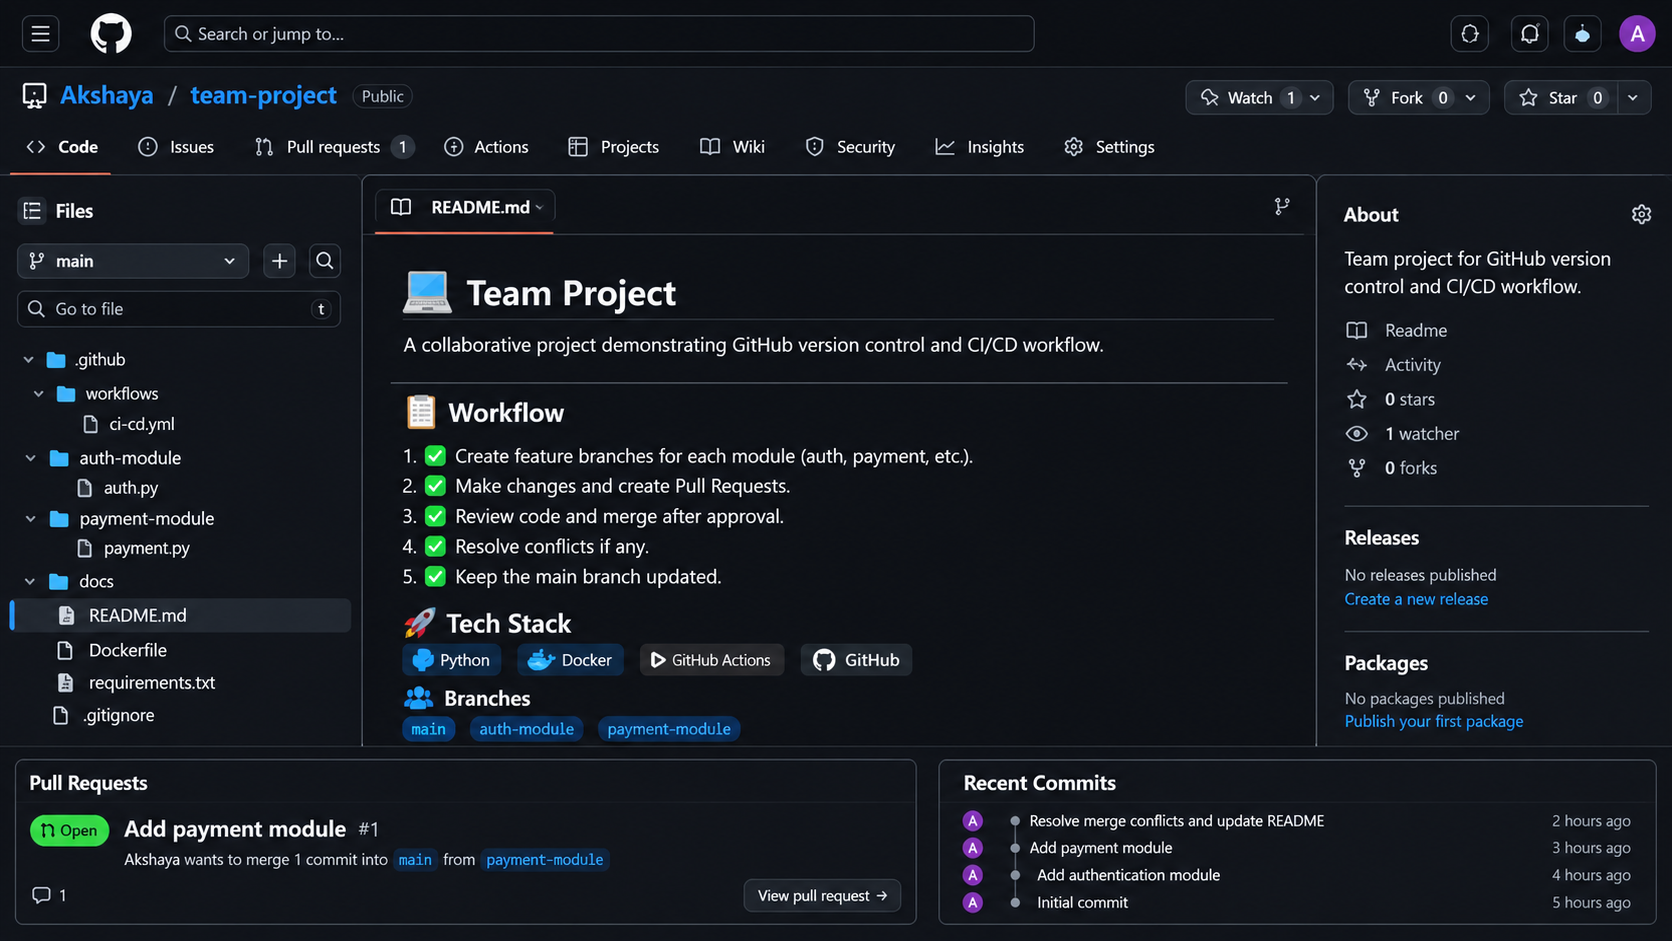 Search or jump to...
A
Akshaya / team-project Public
Watch 1
Fork 0
Star 0
Code
Issues
Pull requests 1
Actions
Projects
Wiki
Security
Insights
Settings
Files
main
Go to file t
.github
workflows
ci-cd.yml
auth-module
auth.py
payment-module
payment.py
docs
README.md
Dockerfile
requirements.txt
.gitignore
README.md
Team Project
A collaborative project demonstrating GitHub version control and CI/CD workflow.
Workflow
1. ✅ Create feature branches for each module (auth, payment, etc.).
2. ✅ Make changes and create Pull Requests.
3. ✅ Review code and merge after approval.
4. ✅ Resolve conflicts if any.
5. ✅ Keep the main branch updated.
Tech Stack
Python Docker GitHub Actions GitHub
Branches
main auth-module payment-module
About
Team project for GitHub version
control and CI/CD workflow.
Readme
Activity
0 stars
1 watcher
0 forks
Releases
No releases published
Create a new release
Packages
No packages published
Publish your first package
Pull Requests
Open Add payment module #1
Akshaya wants to merge 1 commit into main from payment-module
1
View pull request →
Recent Commits
A Resolve merge conflicts and update README 2 hours ago
A Add payment module 3 hours ago
A Add authentication module 4 hours ago
A Initial commit 5 hours ago